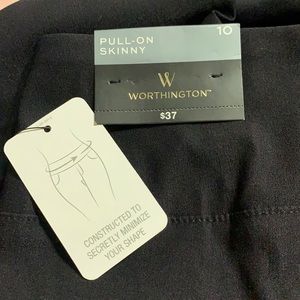 PULL-ON
SKINNY
10
W
WORTHINGTON™
$37
CONSTRUCTED TO
SECRETLY MINIMIZE
YOUR SHAPE